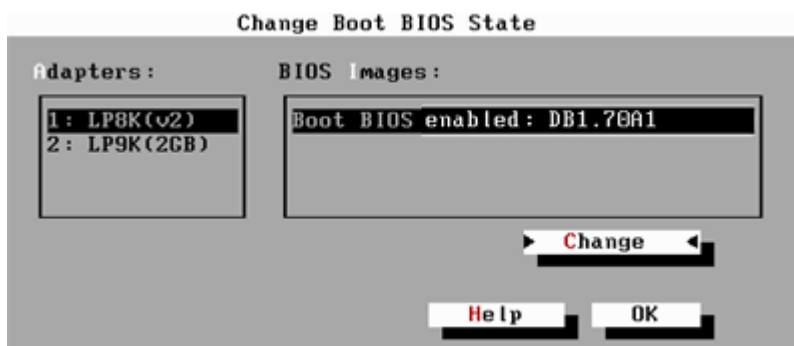 Change Boot BIOS State
Adapters: BIOS Images:
1: LP8K(v2) Boot BIOS enabled: DB1.70A1
2: LP9K(2GB)
Change
Help OK